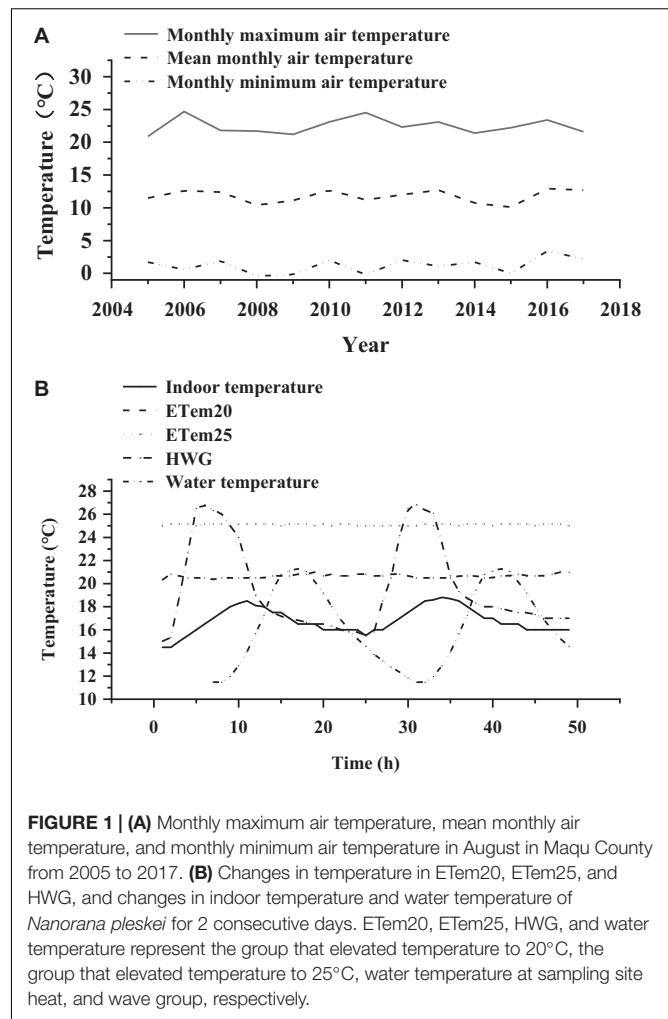 A
Monthly maximum air temperature
Mean monthly air temperature
Monthly minimum air temperature
Temperature (°C)
30
25
20
15
10
5
0
2004 2006 2008 2010 2012 2014 2016 2018
Year
B
Indoor temperature
ETem20
ETem25
HWG
Water temperature
Temperature (°C)
28
26
24
22
20
18
16
14
12
10
0 10 20 30 40 50
Time (h)
FIGURE 1 | (A) Monthly maximum air temperature, mean monthly air
temperature, and monthly minimum air temperature in August in Maqu County
from 2005 to 2017. (B) Changes in temperature in ETem20, ETem25, and
HWG, and changes in indoor temperature and water temperature of
Nanorana pleskei for 2 consecutive days. ETem20, ETem25, HWG, and water
temperature represent the group that elevated temperature to 20°C, the
group that elevated temperature to 25°C, water temperature at sampling site
heat, and wave group, respectively.